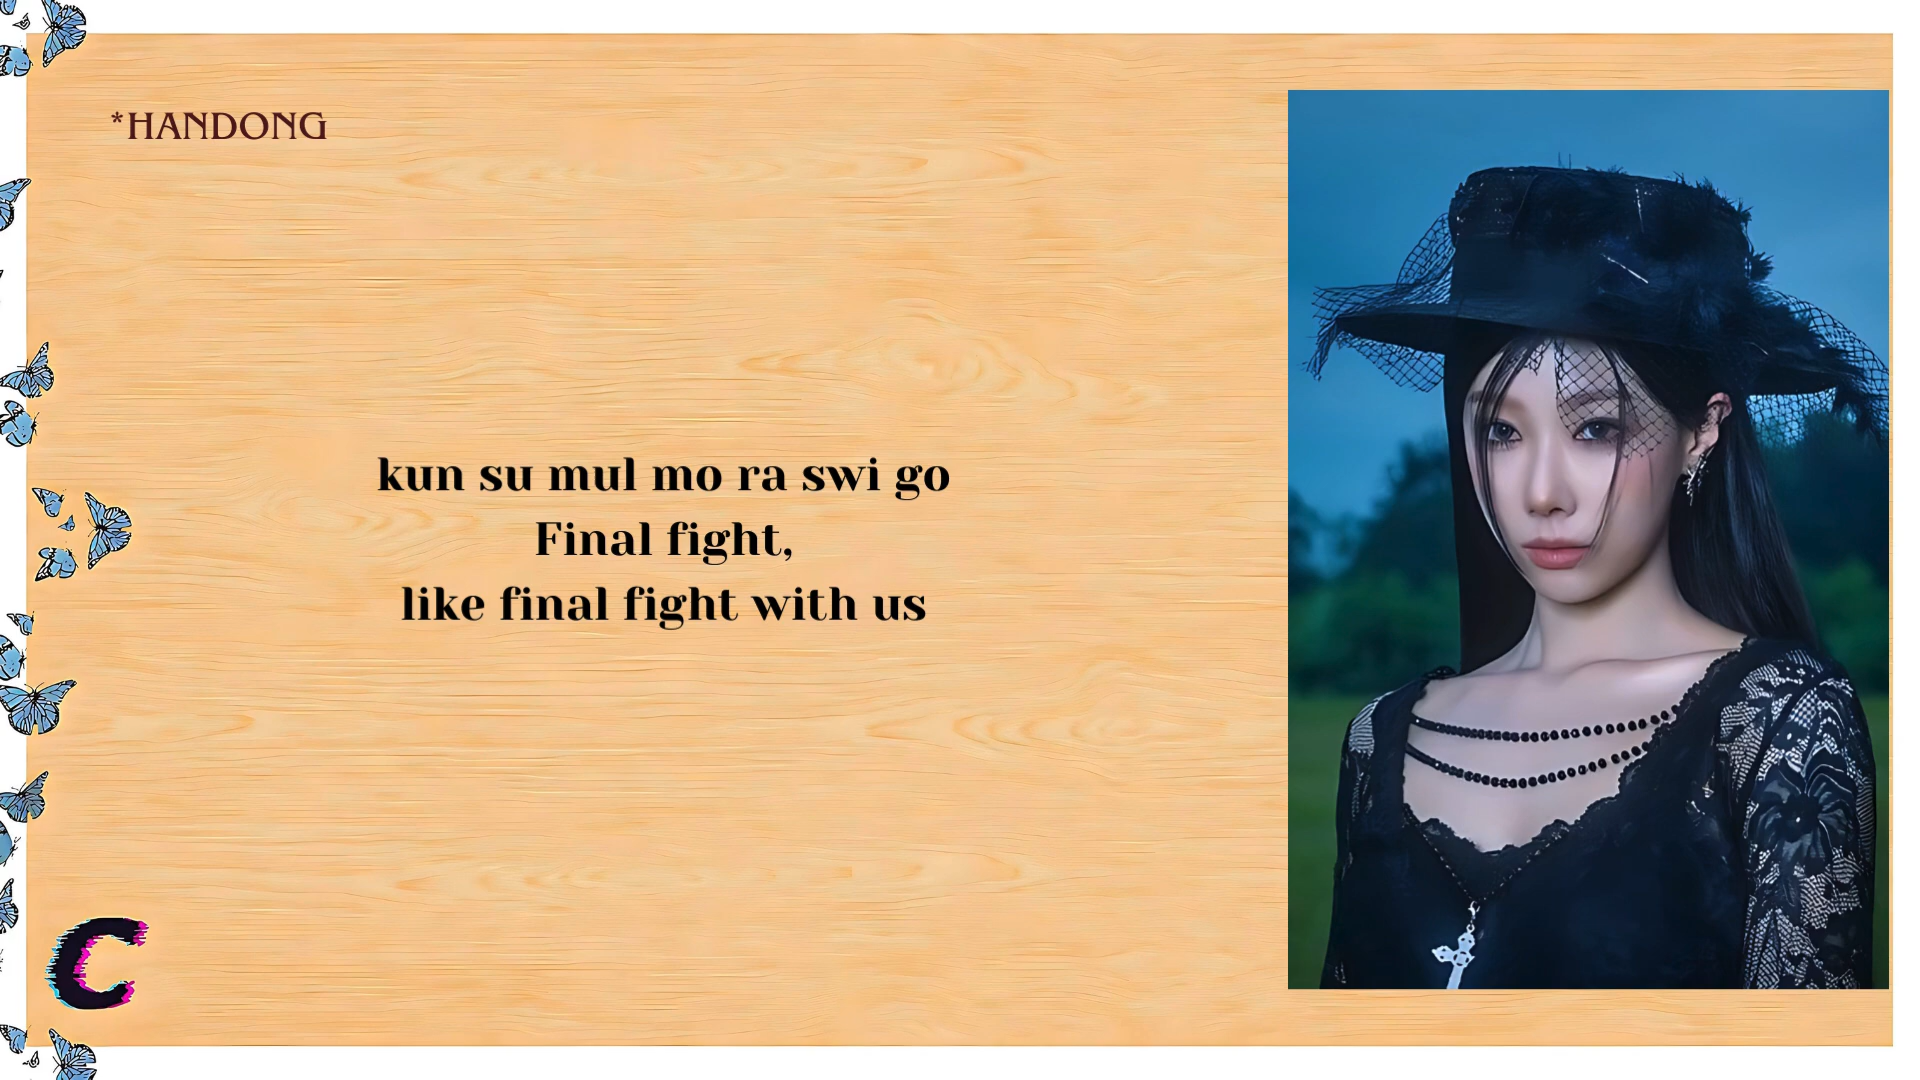 *HANDONG
kun su mul mo ra swi go
Final fight,
like final fight with us
C